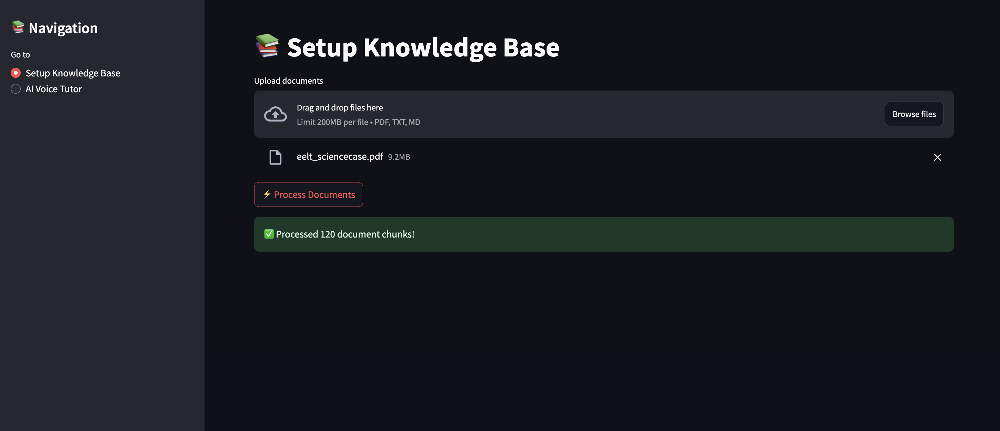 📚 Navigation
Go to
Setup Knowledge Base
AI Voice Tutor
📚 Setup Knowledge Base
Upload documents
Drag and drop files here
Limit 200MB per file • PDF, TXT, MD
Browse files
eelt_sciencecase.pdf 9.2MB
⚡ Process Documents
✅ Processed 120 document chunks!